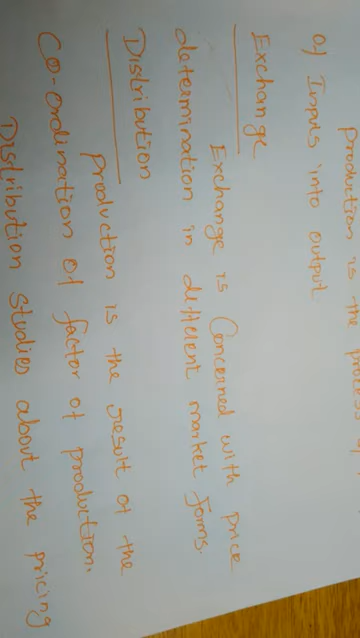 production is the process
of Inputs into output
Exchange
Exchange is Concerned with price
determination in different market forms.
Distribution
production is the result of the
Co-ordination of factor of production.
Distribution studies about the pricing